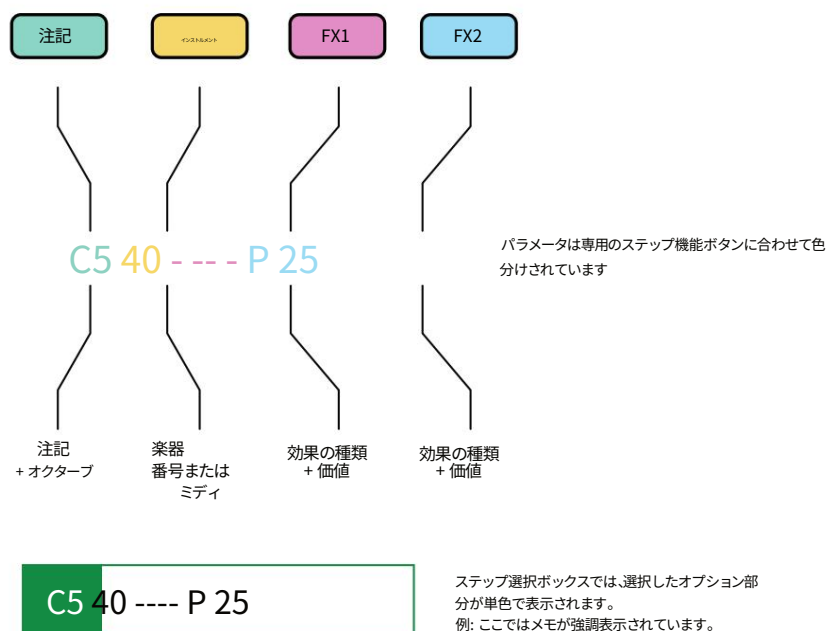 注記 インストルメント FX1 FX2
C5 40 - -- - P 25
パラメータは専用のステップ機能ボタンに合わせて色
分けされています
注記
+ オクターブ
楽器
番号または
ミディ
効果の種類
+ 価値
効果の種類
+ 価値
C5 40 ---- P 25
ステップ選択ボックスでは、選択したオプション部
分が単色で表示されます。
例: ここではメモが強調表示されています。